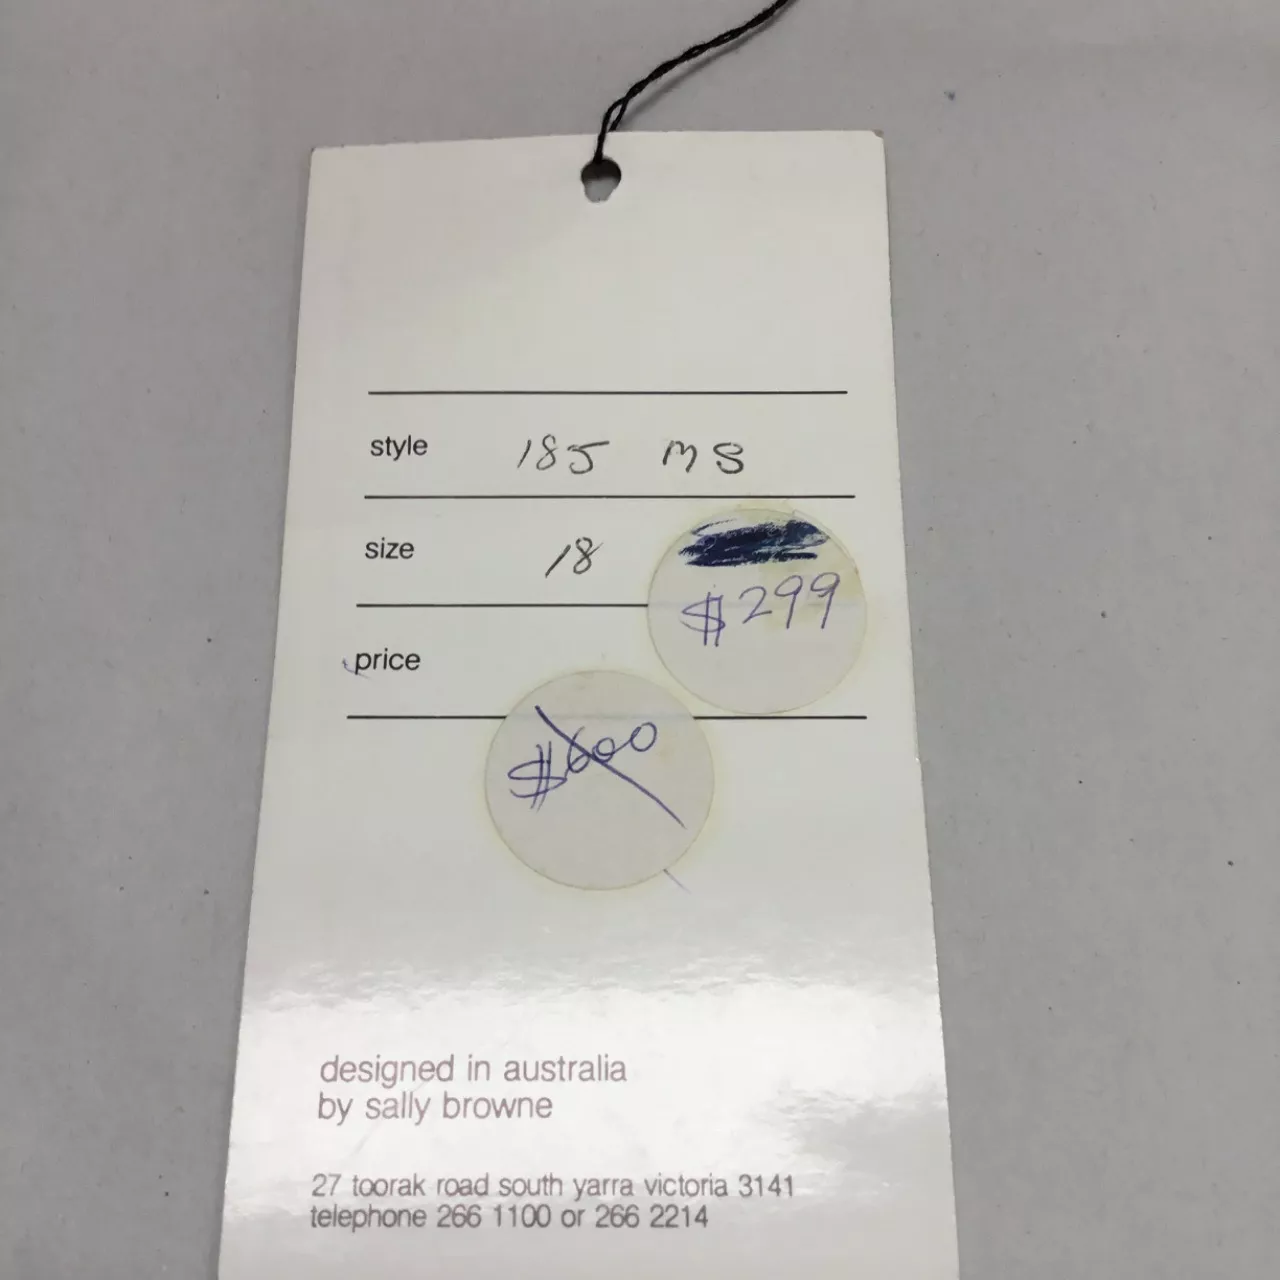 style 185 MS
size 18
$299
price
$600
designed in australia
by sally browne
27 toorak road south yarra victoria 3141
telephone 266 1100 or 266 2214